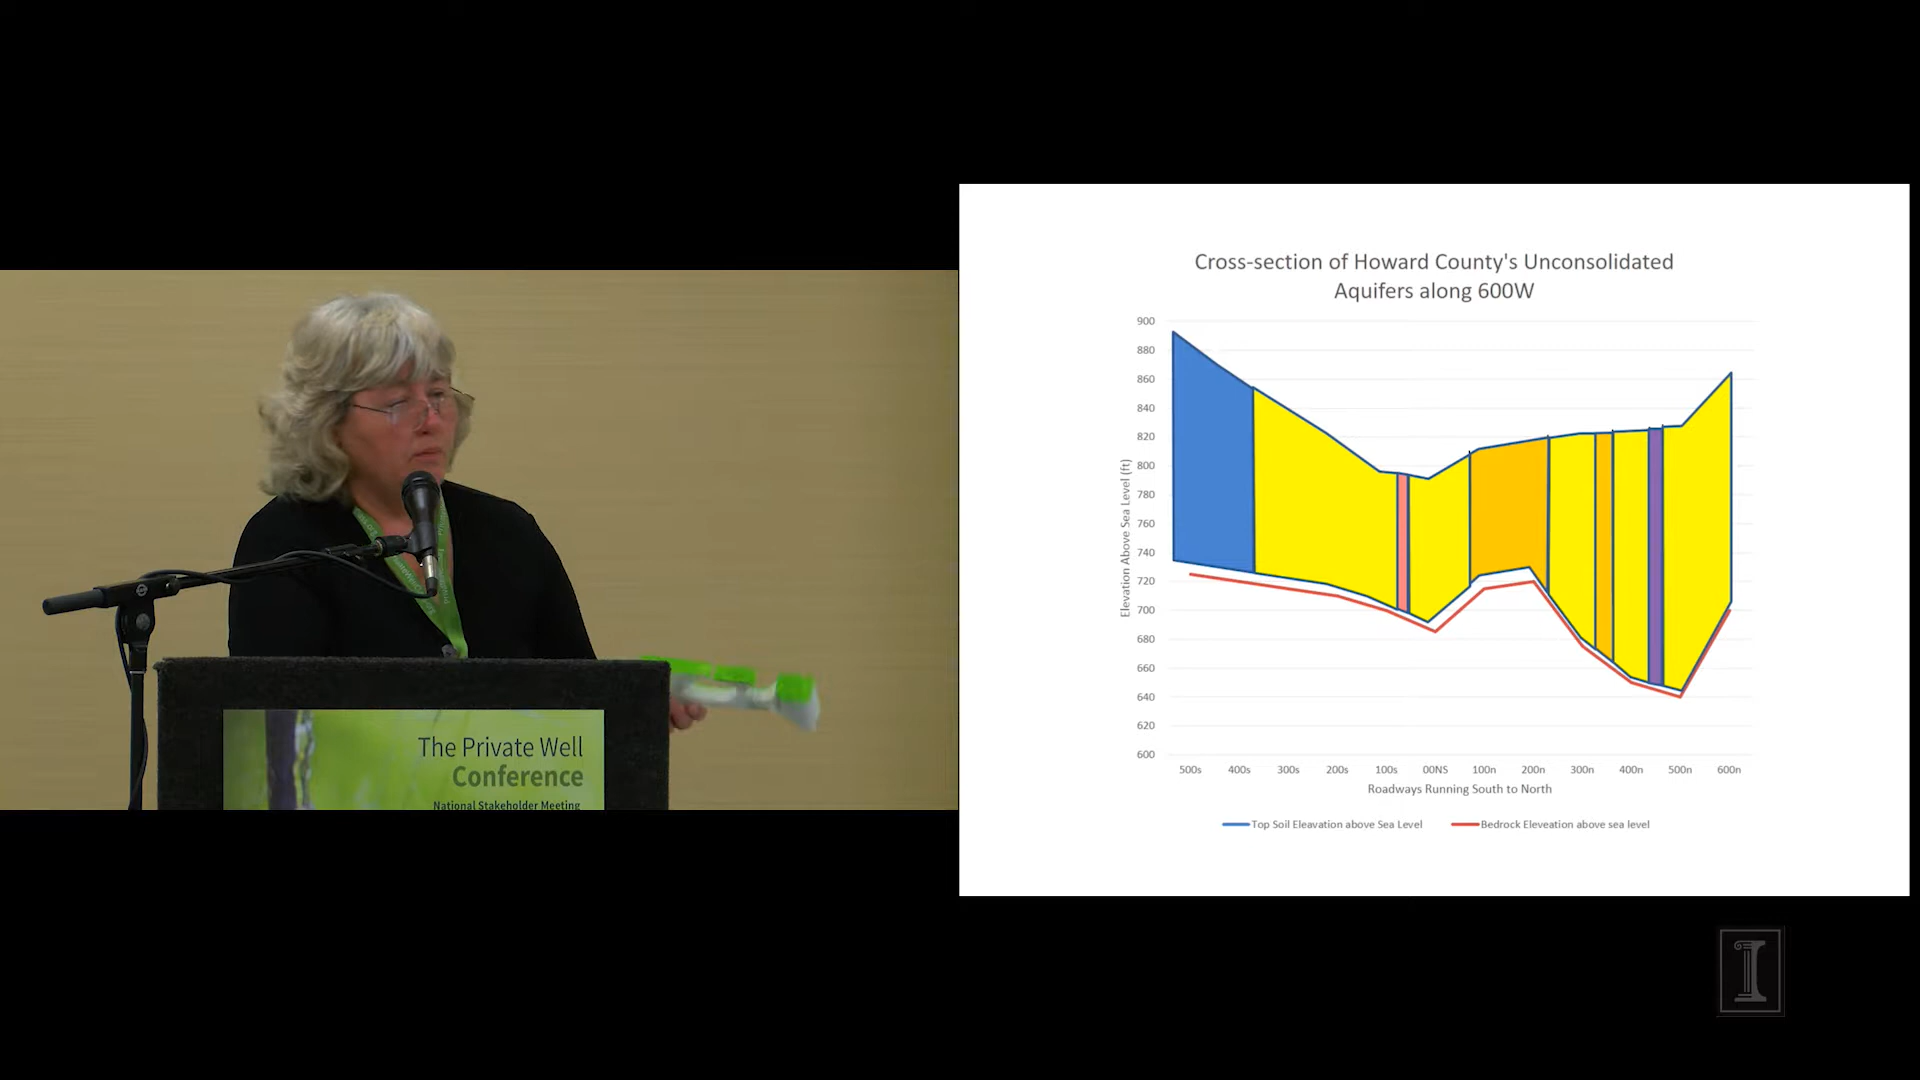 The Private Well
Conference
National Stakeholder Meeting
Cross-section of Howard County's Unconsolidated
Aquifers along 600W
Elevation Above Sea Level (ft)
900
880
860
840
820
800
780
760
740
720
700
680
660
640
620
600
500s 400s 300s 200s 100s 00NS 100n 200n 300n 400n 500n 600n
Roadways Running South to North
Top Soil Eleavation above Sea Level
Bedrock Eleveation above sea level
I